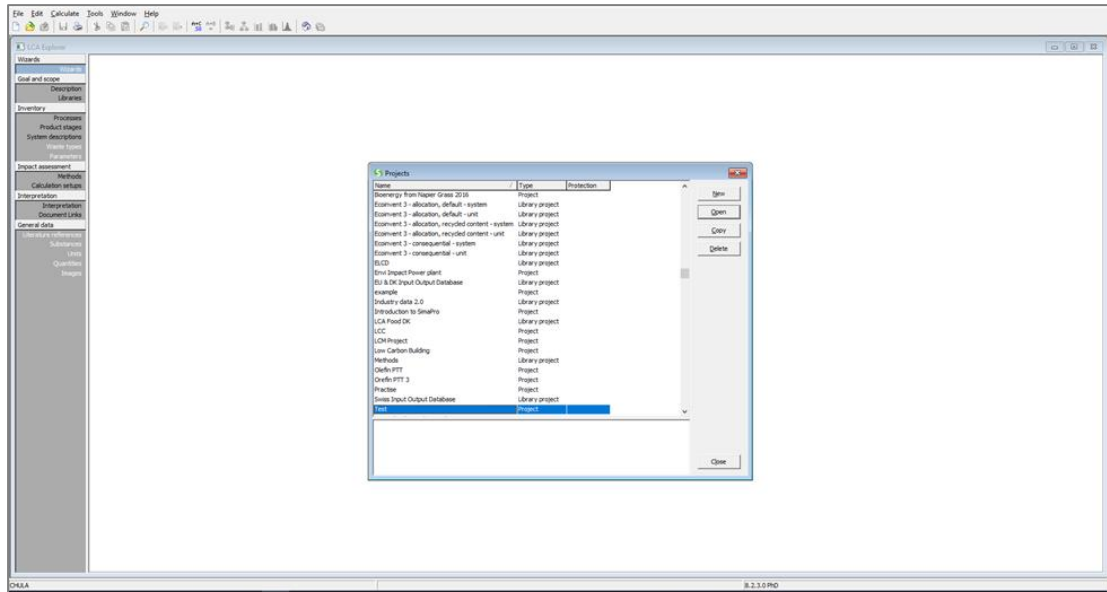 File Edit Calculate Tools Window Help
LCA Explorer
Wizards
Wizards
Goal and scope
Description
Libraries
Inventory
Processes
Product stages
System descriptions
Waste types
Parameters
Impact assessment
Methods
Calculation setups
Interpretation
Interpretation
Document Links
General data
Literature references
Substances
Units
Quantities
Images
Projects
Name / Type Protection
Bioenergy from Napier Grass 2016 Project
Ecoinvent 3 - allocation, default - system Library project
Ecoinvent 3 - allocation, default - unit Library project
Ecoinvent 3 - allocation, recycled content - system Library project
Ecoinvent 3 - allocation, recycled content - unit Library project
Ecoinvent 3 - consequential - system Library project
Ecoinvent 3 - consequential - unit Library project
ELCD Library project
Envi Impact Power plant Project
EU & DK Input Output Database Library project
example Project
Industry data 2.0 Library project
Introduction to SimaPro Project
LCA Food DK Library project
LCC Project
LCM Project Project
Low Carbon Building Project
Methods Library project
Olefin PTT Project
Orefin PTT 3 Project
Practise Project
Swiss Input Output Database Library project
Test Project
New
Open
Copy
Delete
Close
CHULA
8.2.3.0 PhD